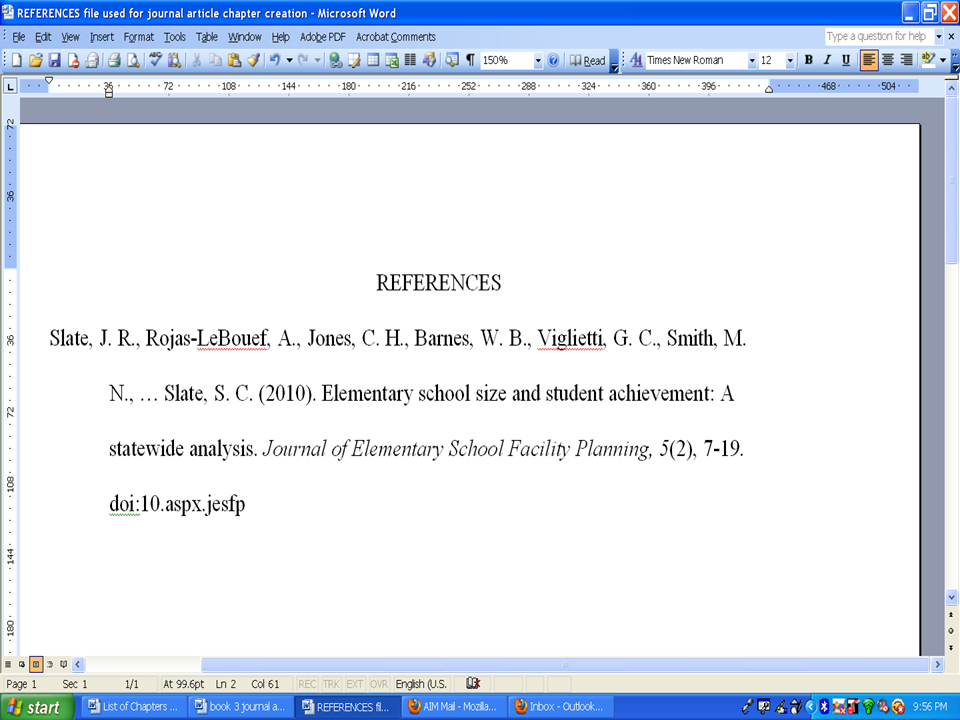 REFERENCES file used for journal article chapter creation - Microsoft Word
File Edit View Insert Format Tools Table Window Help Adobe PDF Acrobat Comments Type a question for help
150% Read Times New Roman 12 B I U
36 72 108 144 180 216 252 288 324 360 396 468 504
72
36
36
72
108
144
180
REFERENCES
Slate, J. R., Rojas-LeBouef, A., Jones, C. H., Barnes, W. B., Viglietti, G. C., Smith, M.
N., … Slate, S. C. (2010). Elementary school size and student achievement: A
statewide analysis. Journal of Elementary School Facility Planning, 5(2), 7-19.
doi:10.aspx.jesfp
Page 1 Sec 1 1/1 At 99.6pt Ln 2 Col 61 REC TRK EXT OVR English (U.S.
start List of Chapters ... book 3 journal a... REFERENCES fil... AIM Mail - Mozilla... Inbox - Outlook... 9:56 PM